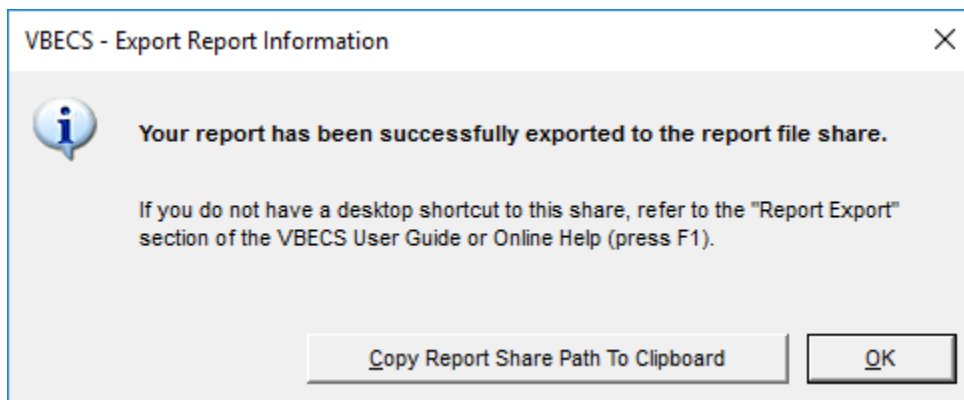 VBECS - Export Report Information
Your report has been successfully exported to the report file share.
If you do not have a desktop shortcut to this share, refer to the "Report Export"
section of the VBECS User Guide or Online Help (press F1).
Copy Report Share Path To Clipboard
OK